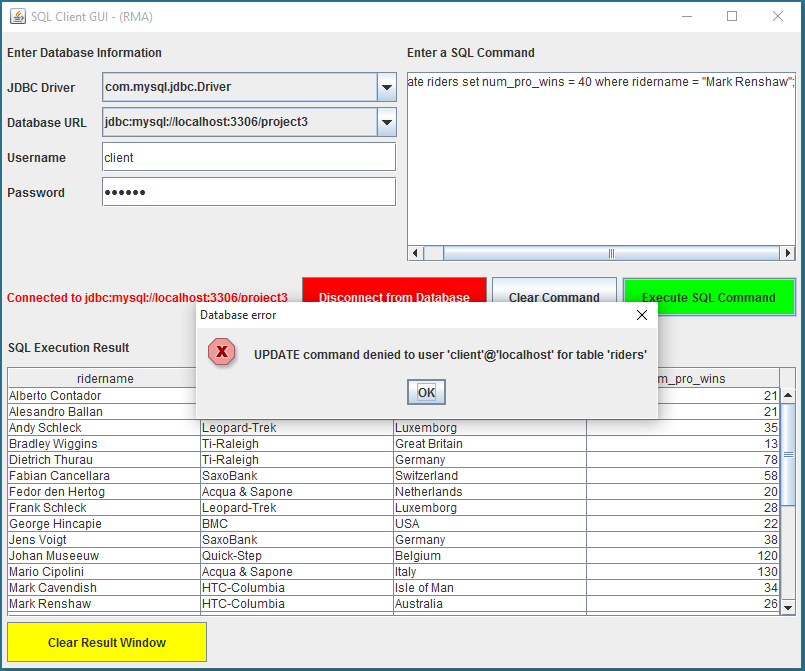 SQL Client GUI - (RMA)
Enter Database Information
Enter a SQL Command
JDBC Driver
com.mysql.jdbc.Driver
ate riders set num_pro_wins = 40 where ridername = "Mark Renshaw";
Database URL
jdbc:mysql://localhost:3306/project3
Username
client
Password
••••••
Connected to jdbc:mysql://localhost:3306/project3
Disconnect from Database
Clear Command
Execute SQL Command
Database error
UPDATE command denied to user 'client'@'localhost' for table 'riders'
OK
SQL Execution Result
ridername m_pro_wins
Alberto Contador 21
Alesandro Ballan 21
Andy Schleck Leopard-Trek Luxemborg 35
Bradley Wiggins Ti-Raleigh Great Britain 13
Dietrich Thurau Ti-Raleigh Germany 78
Fabian Cancellara SaxoBank Switzerland 58
Fedor den Hertog Acqua & Sapone Netherlands 20
Frank Schleck Leopard-Trek Luxemborg 28
George Hincapie BMC USA 22
Jens Voigt SaxoBank Germany 38
Johan Museeuw Quick-Step Belgium 120
Mario Cipolini Acqua & Sapone Italy 130
Mark Cavendish HTC-Columbia Isle of Man 34
Mark Renshaw HTC-Columbia Australia 26
Clear Result Window